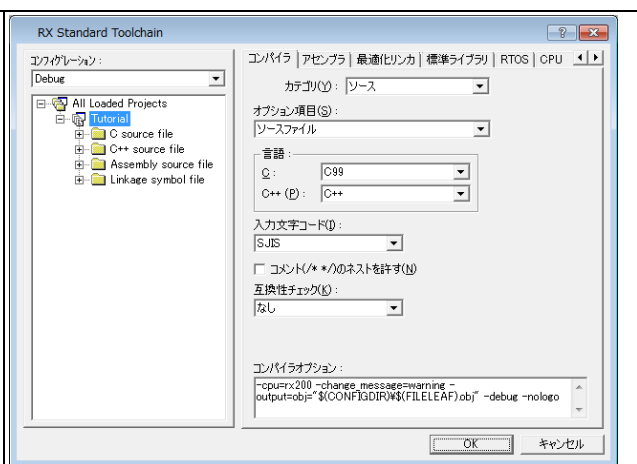 RX Standard Toolchain
コンフィグレーション :
Debug
All Loaded Projects
Tutorial
C source file
C++ source file
Assembly source file
Linkage symbol file
コンパイラ
アセンブラ
最適化リンカ
標準ライブラリ
RTOS
CPU
カテゴリ(Y) :
ソース
オプション項目(S) :
ソースファイル
言語 :
C :
C99
C++ (P) :
C++
入力文字コード(I) :
SJIS
コメント(/* */)のネストを許す(N)
互換性チェック(K) :
なし
コンパイラオプション :
-cpu=rx200 -change_message=warning -
output=obj="$(CONFIGDIR)¥$(FILELEAF).obj" -debug -nologo
OK
キャンセル